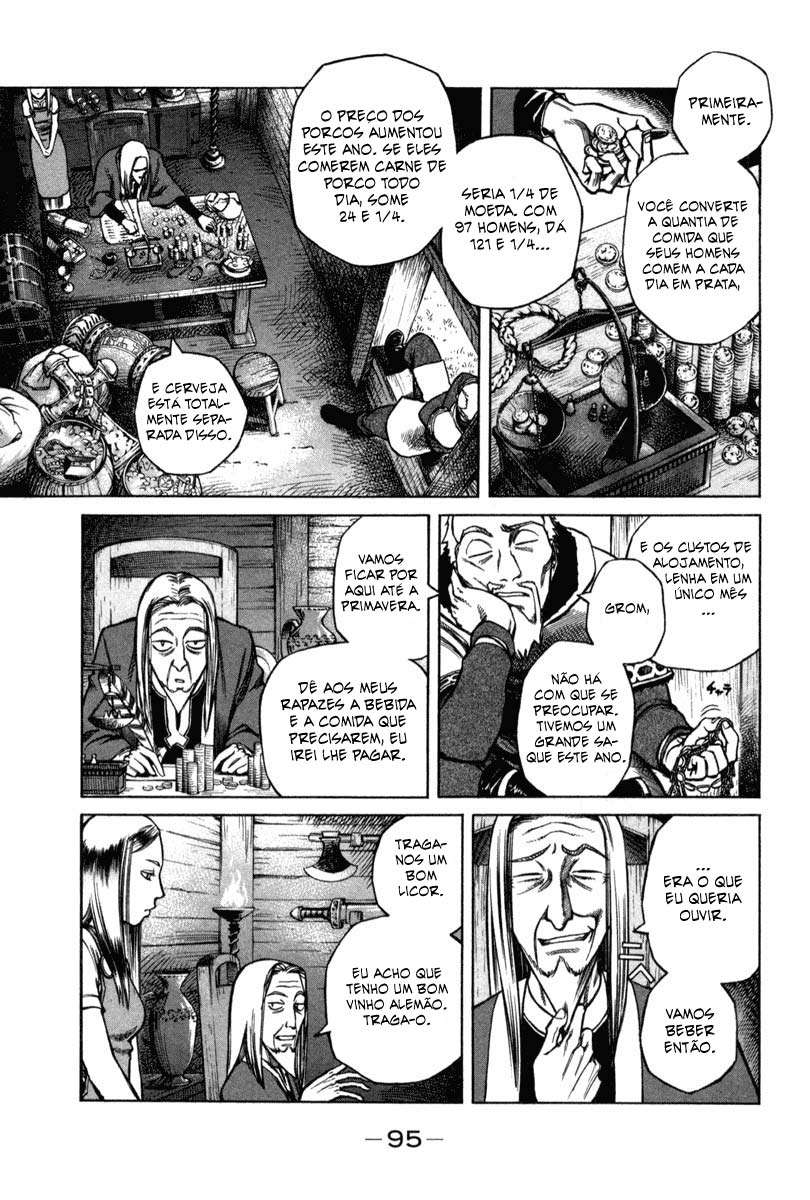 PRIMEIRA-
MENTE.
VOCÊ CONVERTE
A QUANTIA DE
COMIDA QUE
SEUS HOMENS
COMEM A CADA
DIA EM PRATA,
SERIA 1/4 DE
MOEDA. COM
97 HOMENS, DÁ
121 E 1/4...
O PREÇO DOS
PORCOS AUMENTOU
ESTE ANO. SE ELES
COMEREM CARNE DE
PORCO TODO
DIA, SOME
24 E 1/4.
E CERVEJA
ESTÁ TOTAL-
MENTE SEPA-
RADA DISSO.
E OS CUSTOS DE
ALOJAMENTO,
LENHA EM UM
ÚNICO MÊS
...
GROM,
NÃO HÁ
COM QUE SE
PREOCUPAR.
TIVEMOS UM
GRANDE SA-
QUE ESTE ANO.
チャラ
VAMOS
FICAR POR
AQUI ATÉ A
PRIMAVERA.
DÊ AOS MEUS
RAPAZES A BEBIDA
E A COMIDA QUE
PRECISAREM, EU
IREI LHE PAGAR.
...
ERA O QUE
EU QUERIA
OUVIR.
VAMOS
BEBER
ENTÃO.
TRAGA-
NOS UM
BOM
LICOR.
EU ACHO QUE
TENHO UM BOM
VINHO ALEMÃO.
TRAGA-O.
—95—